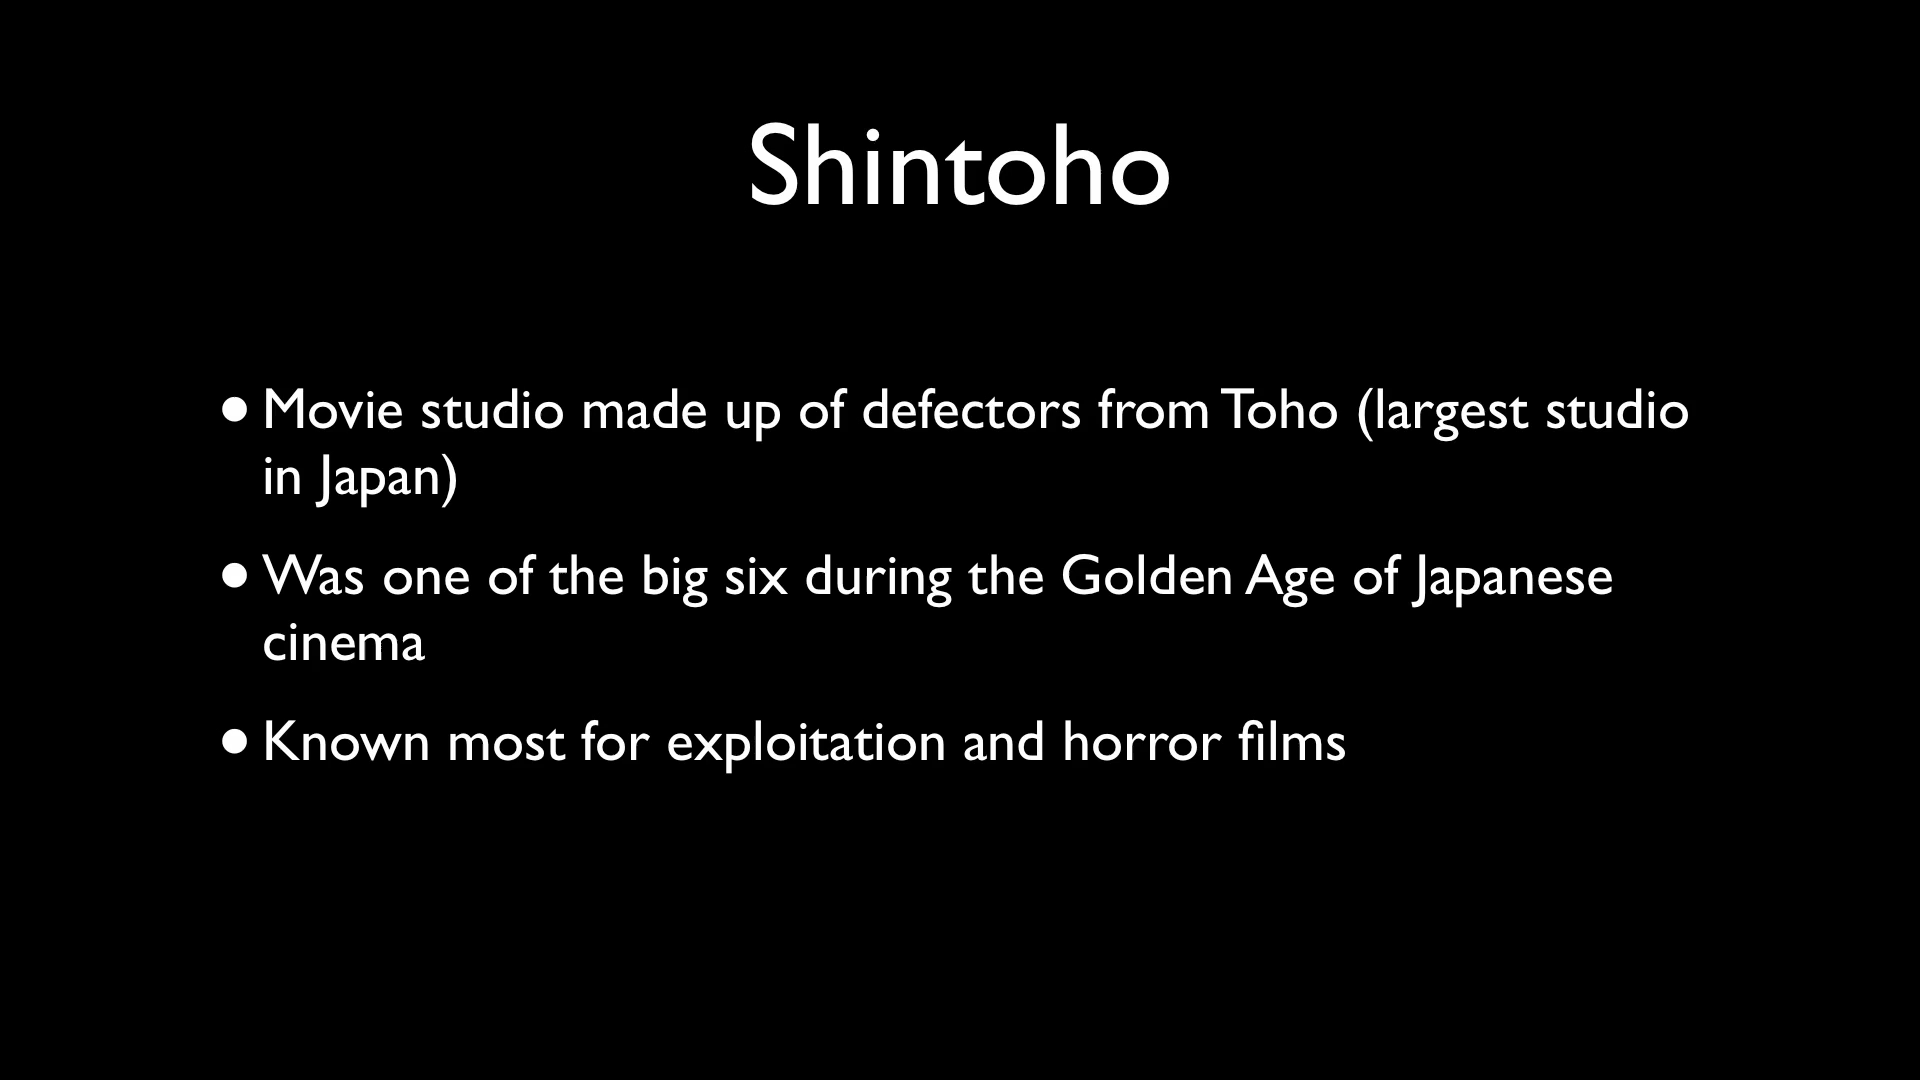 Shintoho
• Movie studio made up of defectors from Toho (largest studio
in Japan)
• Was one of the big six during the Golden Age of Japanese
cinema
• Known most for exploitation and horror films